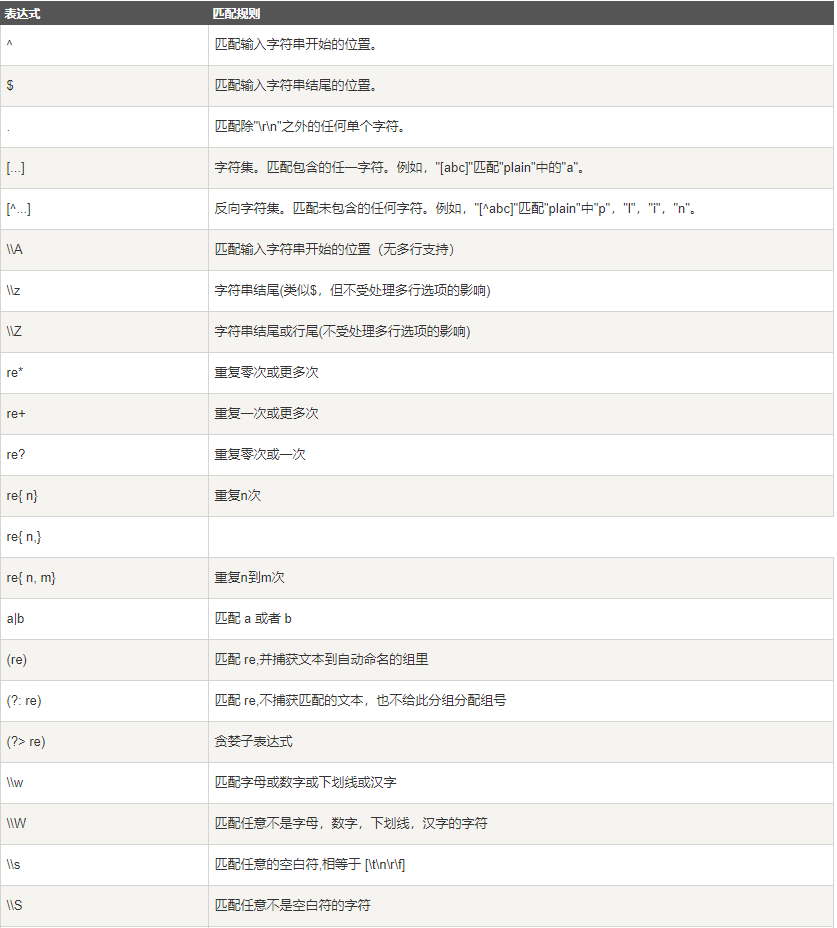 表达式 匹配规则
^ 匹配输入字符串开始的位置。
$ 匹配输入字符串结尾的位置。
. 匹配除"\r\n"之外的任何单个字符。
[...] 字符集。匹配包含的任一字符。例如，"[abc]"匹配"plain"中的"a"。
[^...] 反向字符集。匹配未包含的任何字符。例如，"[^abc]"匹配"plain"中"p"，"l"，"i"，"n"。
\\A 匹配输入字符串开始的位置（无多行支持）
\\z 字符串结尾(类似$，但不受处理多行选项的影响)
\\Z 字符串结尾或行尾(不受处理多行选项的影响)
re* 重复零次或更多次
re+ 重复一次或更多次
re? 重复零次或一次
re{ n} 重复n次
re{ n,}
re{ n, m} 重复n到m次
a|b 匹配 a 或者 b
(re) 匹配 re,并捕获文本到自动命名的组里
(?: re) 匹配 re,不捕获匹配的文本，也不给此分组分配组号
(?> re) 贪婪子表达式
\\w 匹配字母或数字或下划线或汉字
\\W 匹配任意不是字母，数字，下划线，汉字的字符
\\s 匹配任意的空白符,相等于 [\t\n\r\f]
\\S 匹配任意不是空白符的字符